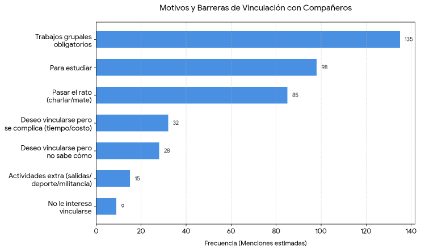 Motivos y Barreras de Vinculación con Compañeros
Trabajos grupales
obligatorios
135
Para estudiar
98
Pasar el rato
(charlar/mate)
85
Deseo vincularse pero
se complica (tiempo/costo)
32
Deseo vincularse pero
no sabe cómo
28
Actividades extra (salidas/
deporte/militancia)
15
No le interesa
vincularse
9
0 20 40 60 80 100 120 140
Frecuencia (Menciones estimadas)